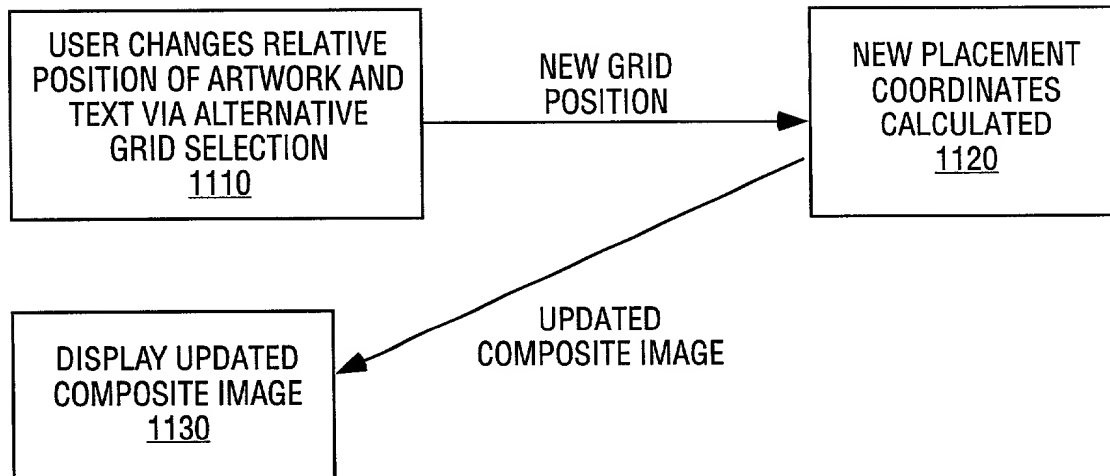 USER CHANGES RELATIVE
POSITION OF ARTWORK AND
TEXT VIA ALTERNATIVE
GRID SELECTION
1110
NEW GRID
POSITION
NEW PLACEMENT
COORDINATES
CALCULATED
1120
UPDATED
COMPOSITE IMAGE
DISPLAY UPDATED
COMPOSITE IMAGE
1130